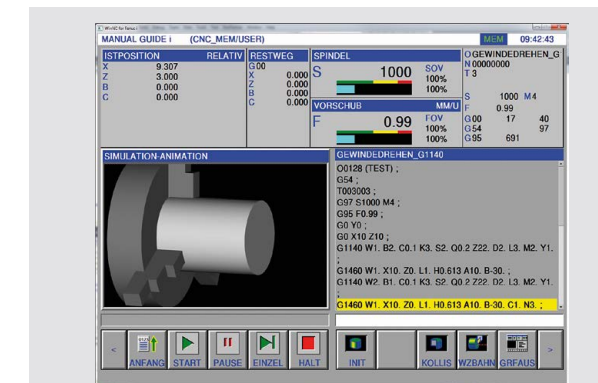 Win NC for Fanuc i
MANUAL GUIDE i (CNC_MEM/USER) MEM 09:42:43
ISTPOSITION RELATIV
X 9.307
Z 3.000
B 0.000
C 0.000
RESTWEG
G00
X 0.000
Z 0.000
B 0.000
C 0.000
SPINDEL
S 1000 SOV
100%
100%
VORSCHUB MM/U
F 0.99 FOV
100%
100%
O GEWINDEDREHEN_G
N 00000000
T 3
S 1000 M4
F 0.99
G00 17 40
G54 97
G95 691
SIMULATION-ANIMATION
GEWINDEDREHEN_G1140
O0128 (TEST) ;
G54 ;
T003003 ;
G97 S1000 M4 ;
G95 F0.99 ;
G0 Y0 ;
G0 X10 Z10 ;
G1140 W1. B2. C0.1 K3. S2. Q0.2 Z22. D2. L3. M2. Y1.
;
G1460 W1. X10. Z0. L1. H0.613 A10. B-30. ;
G1140 W2. B1. C0.1 K3. S2. Q0.2 Z22. D2. L3. M2. Y1.
;
G1460 W1. X10. Z0. L1. H0.613 A10. B-30. C1. N3. ;
< ANFANG START PAUSE EINZEL HALT INIT KOLLIS WZBAHN GRFAUS >